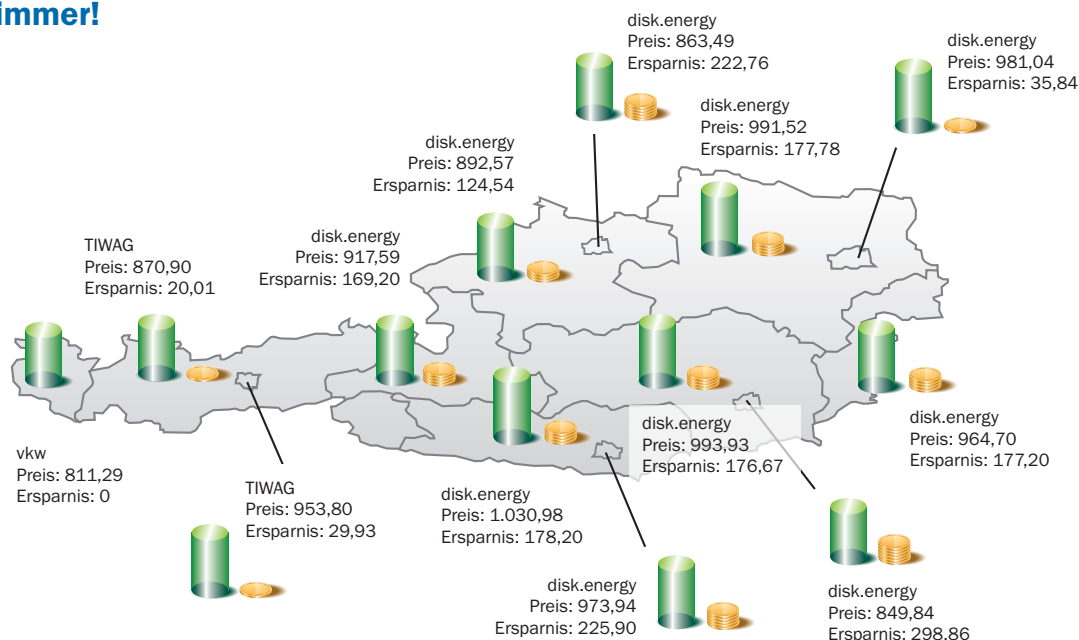 immer!
disk.energy
Preis: 863,49
Ersparnis: 222,76
disk.energy
Preis: 981,04
Ersparnis: 35,84
disk.energy
Preis: 991,52
Ersparnis: 177,78
disk.energy
Preis: 892,57
Ersparnis: 124,54
disk.energy
Preis: 917,59
Ersparnis: 169,20
TIWAG
Preis: 870,90
Ersparnis: 20,01
vkw
Preis: 811,29
Ersparnis: 0
TIWAG
Preis: 953,80
Ersparnis: 29,93
disk.energy
Preis: 1.030,98
Ersparnis: 178,20
disk.energy
Preis: 993,93
Ersparnis: 176,67
disk.energy
Preis: 964,70
Ersparnis: 177,20
disk.energy
Preis: 973,94
Ersparnis: 225,90
disk.energy
Preis: 849,84
Ersparnis: 298,86